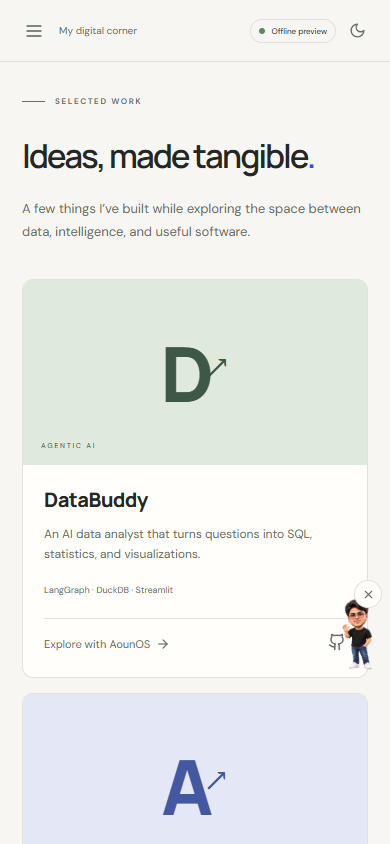 My digital corner
Offline preview
SELECTED WORK
Ideas, made tangible.
A few things I've built while exploring the space between
data, intelligence, and useful software.
D↗
AGENTIC AI
DataBuddy
An AI data analyst that turns questions into SQL,
statistics, and visualizations.
LangGraph · DuckDB · Streamlit
Explore with AounOS →
A↗